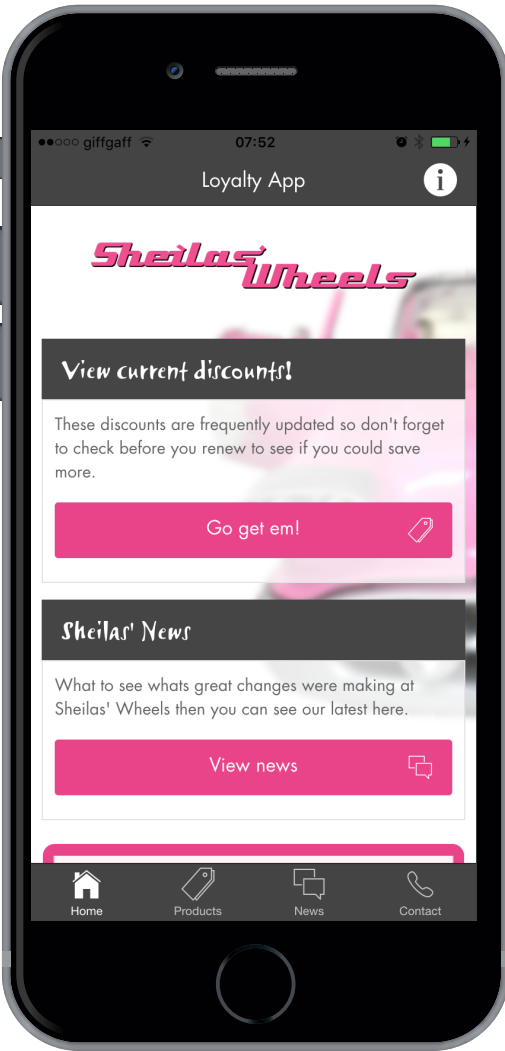 giffgaff 07:52
Loyalty App
i
Sheilas'
Wheels
View current discounts!
These discounts are frequently updated so don't forget
to check before you renew to see if you could save
more.
Go get em!
Sheilas' News
What to see whats great changes were making at
Sheilas' Wheels then you can see our latest here.
View news
Home Products News Contact